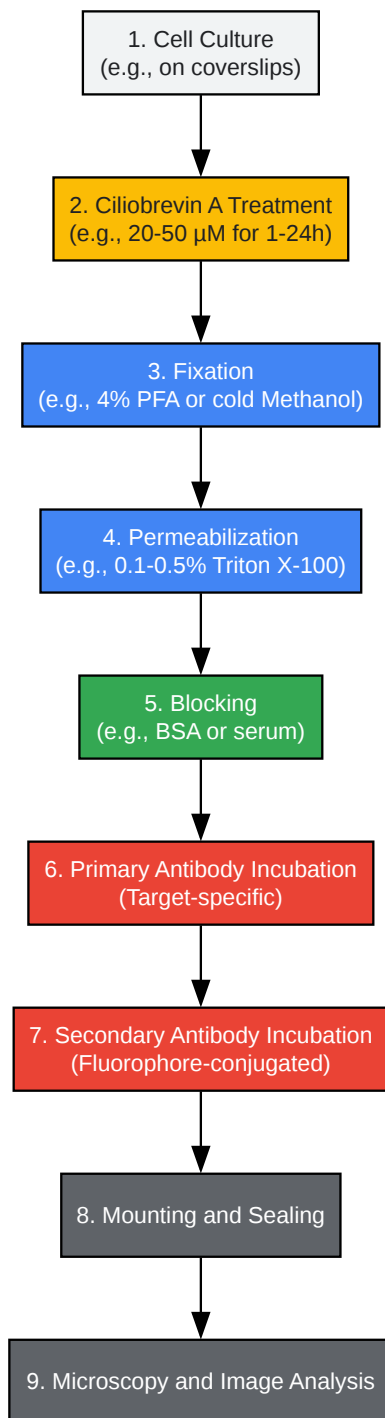 1. Cell Culture
(e.g., on coverslips)
2. Ciliobrevin A Treatment
(e.g., 20-50 µM for 1-24h)
3. Fixation
(e.g., 4% PFA or cold Methanol)
4. Permeabilization
(e.g., 0.1-0.5% Triton X-100)
5. Blocking
(e.g., BSA or serum)
6. Primary Antibody Incubation
(Target-specific)
7. Secondary Antibody Incubation
(Fluorophore-conjugated)
8. Mounting and Sealing
9. Microscopy and Image Analysis